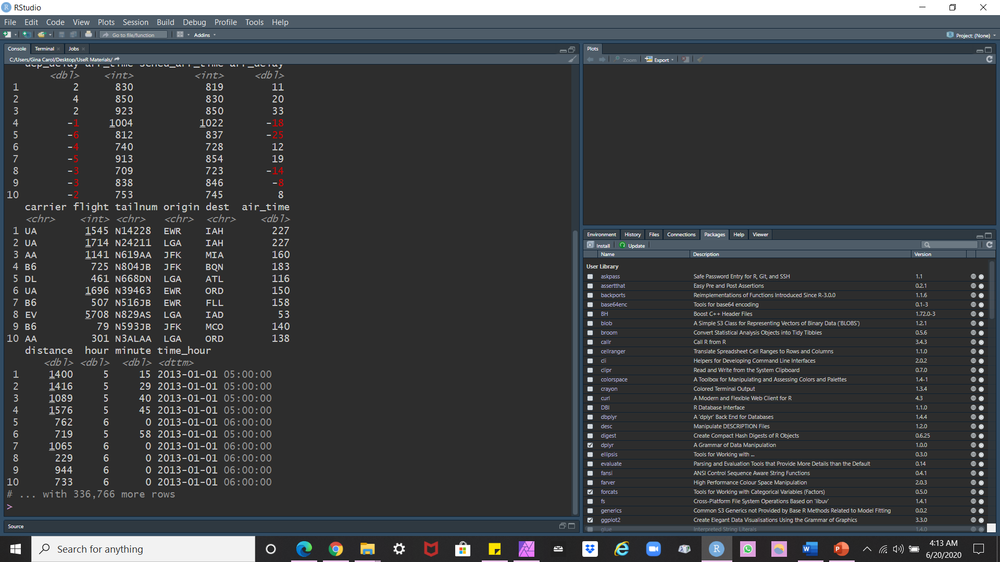 RStudio
File Edit Code View Plots Session Build Debug Profile Tools Help
Go to file/function Addins Project: (None)
Console Terminal Jobs
C:/Users/Gina Carol/Desktop/UseR Materials/
dep_delay arr_time sched_arr_time arr_delay
<dbl> <int> <int> <dbl>
1 2 830 819 11
2 4 850 830 20
3 2 923 850 33
4 -1 1004 1022 -18
5 -6 812 837 -25
6 -4 740 728 12
7 -5 913 854 19
8 -3 709 723 -14
9 -3 838 846 -8
10 -2 753 745 8
carrier flight tailnum origin dest air_time
<chr> <int> <chr> <chr> <chr> <dbl>
1 UA 1545 N14228 EWR IAH 227
2 UA 1714 N24211 LGA IAH 227
3 AA 1141 N619AA JFK MIA 160
4 B6 725 N804JB JFK BQN 183
5 DL 461 N668DN LGA ATL 116
6 UA 1696 N39463 EWR ORD 150
7 B6 507 N516JB EWR FLL 158
8 EV 5708 N829AS LGA IAD 53
9 B6 79 N593JB JFK MCO 140
10 AA 301 N3ALAA LGA ORD 138
distance hour minute time_hour
<dbl> <dbl> <dbl> <dttm>
1 1400 5 15 2013-01-01 05:00:00
2 1416 5 29 2013-01-01 05:00:00
3 1089 5 40 2013-01-01 05:00:00
4 1576 5 45 2013-01-01 05:00:00
5 762 6 0 2013-01-01 06:00:00
6 719 5 58 2013-01-01 05:00:00
7 1065 6 0 2013-01-01 06:00:00
8 229 6 0 2013-01-01 06:00:00
9 944 6 0 2013-01-01 06:00:00
10 733 6 0 2013-01-01 06:00:00
# ... with 336,766 more rows
>
Source
Plots
Zoom Export
Environment History Files Connections Packages Help Viewer
Install Update
Name Description Version
User Library
askpass Safe Password Entry for R, Git, and SSH 1.1
assertthat Easy Pre and Post Assertions 0.2.1
backports Reimplementations of Functions Introduced Since R-3.0.0 1.1.6
base64enc Tools for base64 encoding 0.1-3
BH Boost C++ Header Files 1.72.0-3
blob A Simple S3 Class for Representing Vectors of Binary Data ('BLOBS') 1.2.1
broom Convert Statistical Analysis Objects into Tidy Tibbles 0.5.6
callr Call R from R 3.4.3
cellranger Translate Spreadsheet Cell Ranges to Rows and Columns 1.1.0
cli Helpers for Developing Command Line Interfaces 2.0.2
clipr Read and Write from the System Clipboard 0.7.0
colorspace A Toolbox for Manipulating and Assessing Colors and Palettes 1.4-1
crayon Colored Terminal Output 1.3.4
curl A Modern and Flexible Web Client for R 4.3
DBI R Database Interface 1.1.0
dbplyr A 'dplyr' Back End for Databases 1.4.4
desc Manipulate DESCRIPTION Files 1.2.0
digest Create Compact Hash Digests of R Objects 0.6.25
dplyr A Grammar of Data Manipulation 1.0.0
ellipsis Tools for Working with ... 0.3.0
evaluate Parsing and Evaluation Tools that Provide More Details than the Default 0.14
fansi ANSI Control Sequence Aware String Functions 0.4.1
farver High Performance Colour Space Manipulation 2.0.3
forcats Tools for Working with Categorical Variables (Factors) 0.5.0
fs Cross-Platform File System Operations Based on 'libuv' 1.4.1
generics Common S3 Generics not Provided by Base R Methods Related to Model Fitting 0.0.2
ggplot2 Create Elegant Data Visualisations Using the Grammar of Graphics 3.3.0
glue Interpreted String Literals 1.4.0
Search for anything
4:13 AM
6/20/2020